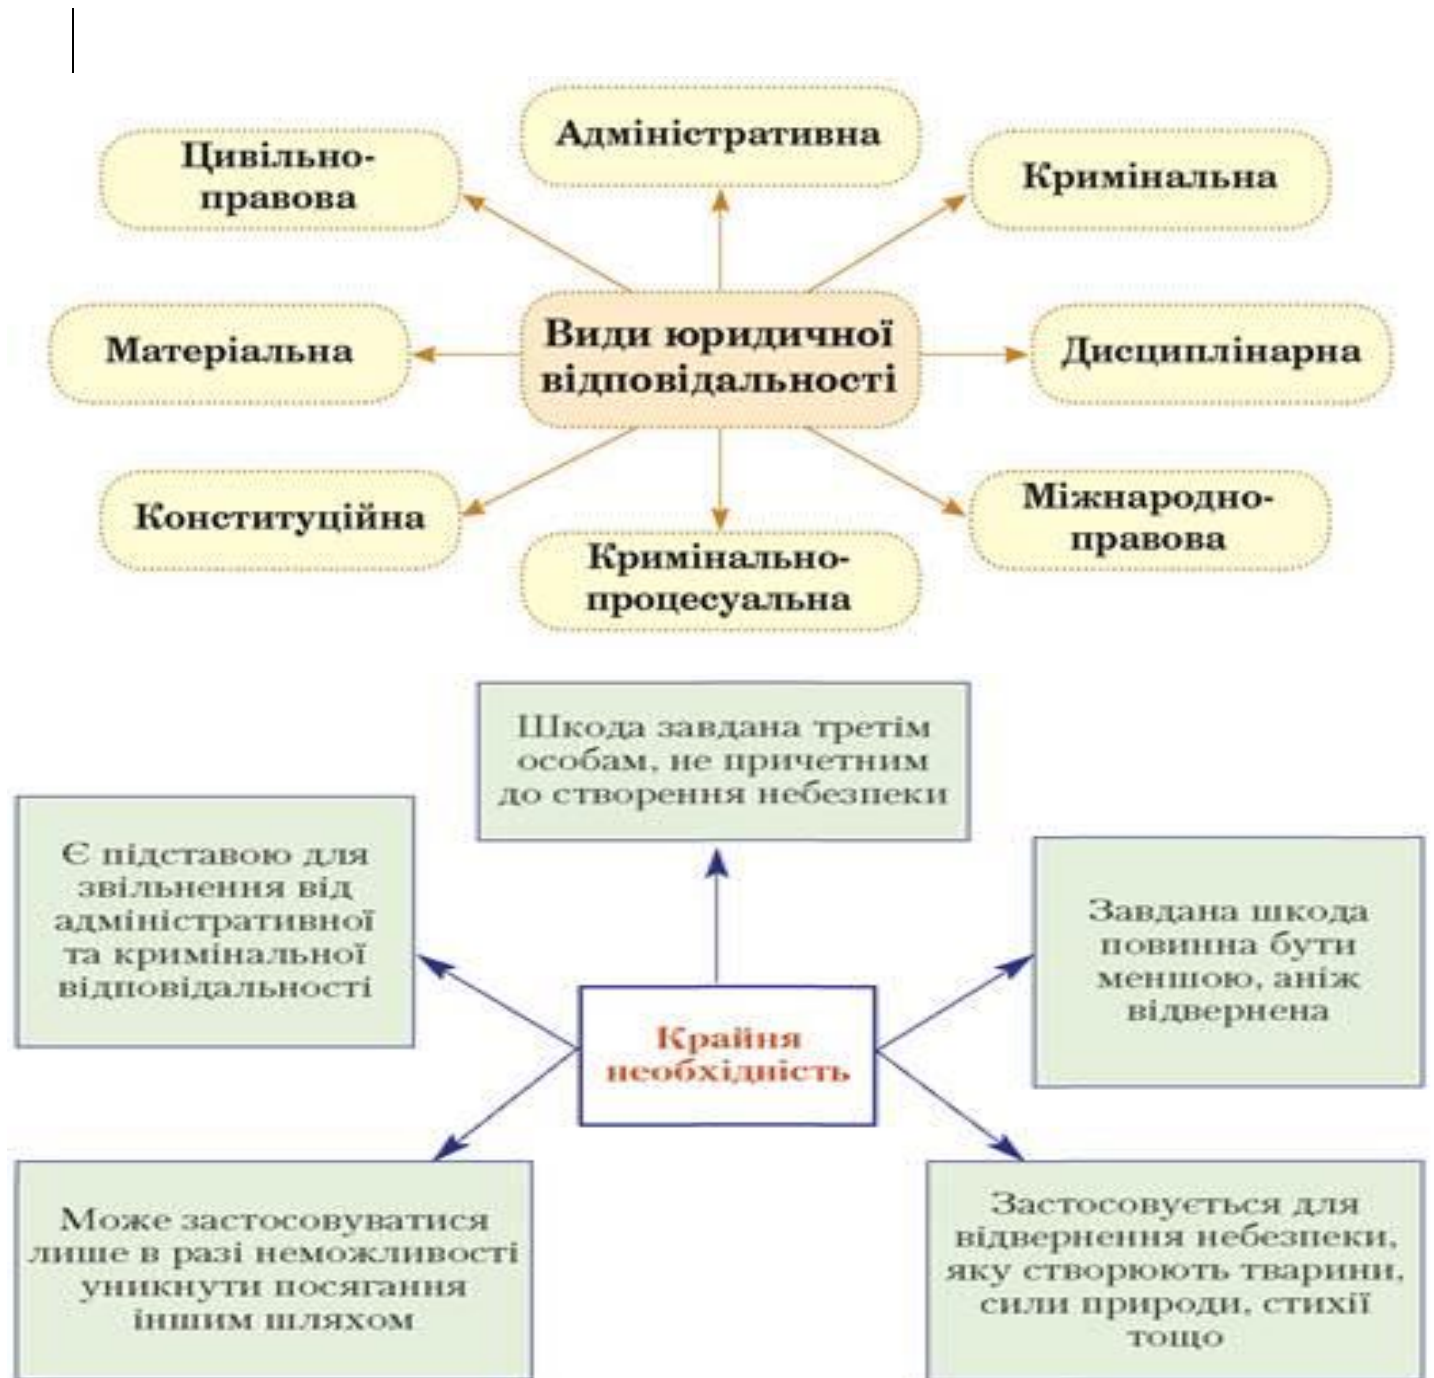 Адміністративна
Цивільно-
правова
Кримінальна
Види юридичної
відповідальності
Матеріальна
Дисциплінарна
Конституційна
Міжнародно-
правова
Кримінально-
процесуальна
Шкода завдана третім
особам, не причетним
до створення небезпеки
Є підставою для
звільнення від
адміністративної
та кримінальної
відповідальності
Завдана шкода
повинна бути
меншою, аніж
відвернена
Крайня
необхідність
Може застосовуватися
лише в разі неможливості
уникнути посягання
іншим шляхом
Застосовується для
відвернення небезпеки,
яку створюють тварини,
сили природи, стихії
тощо